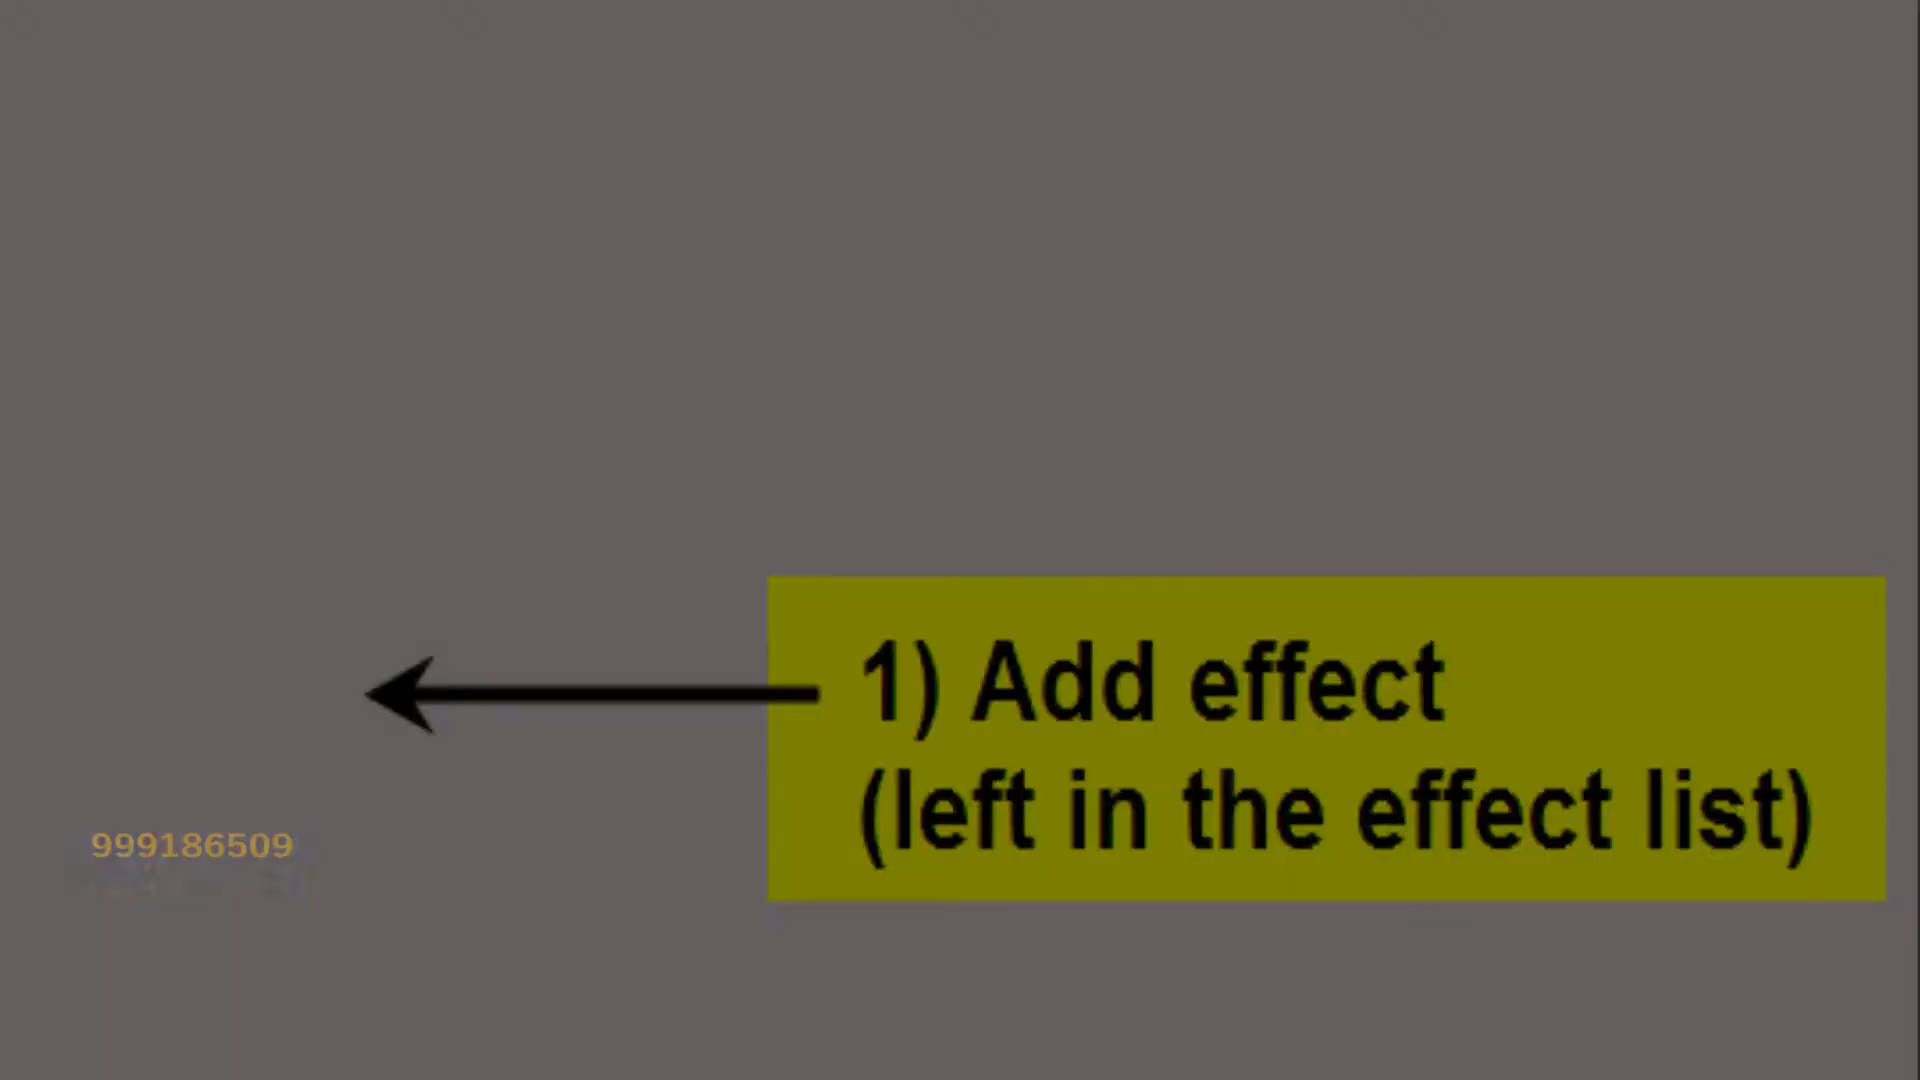 1) Add effect
(left in the effect list)
999186509